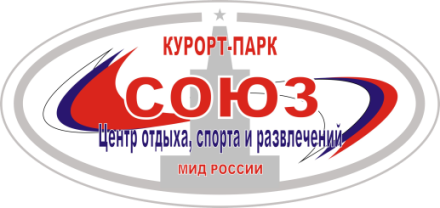 КУРОРТ-ПАРК
СОЮЗ
Центр отдыха, спорта и развлечений
МИД РОССИИ